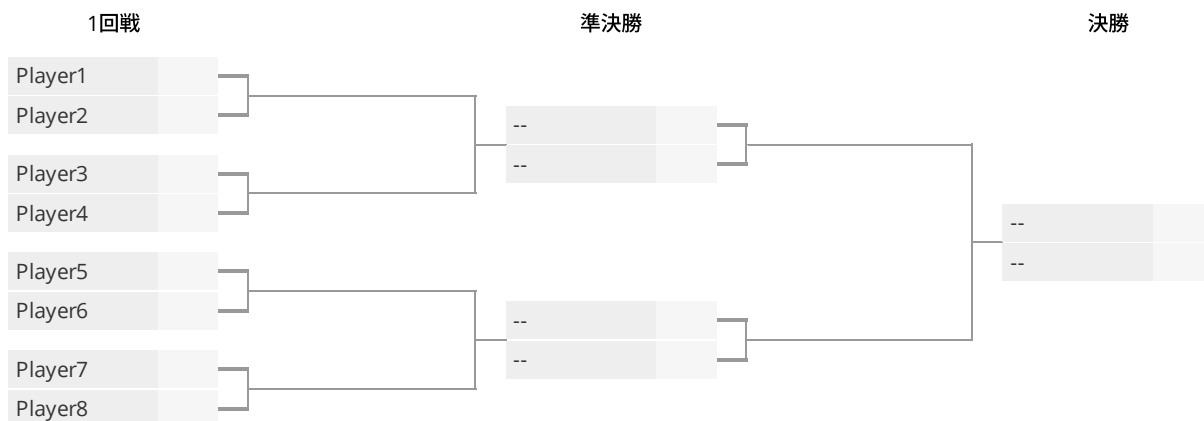 1回戦
準決勝
決勝
Player1
Player2
Player3
Player4
Player5
Player6
Player7
Player8
--
--
--
--
--
--